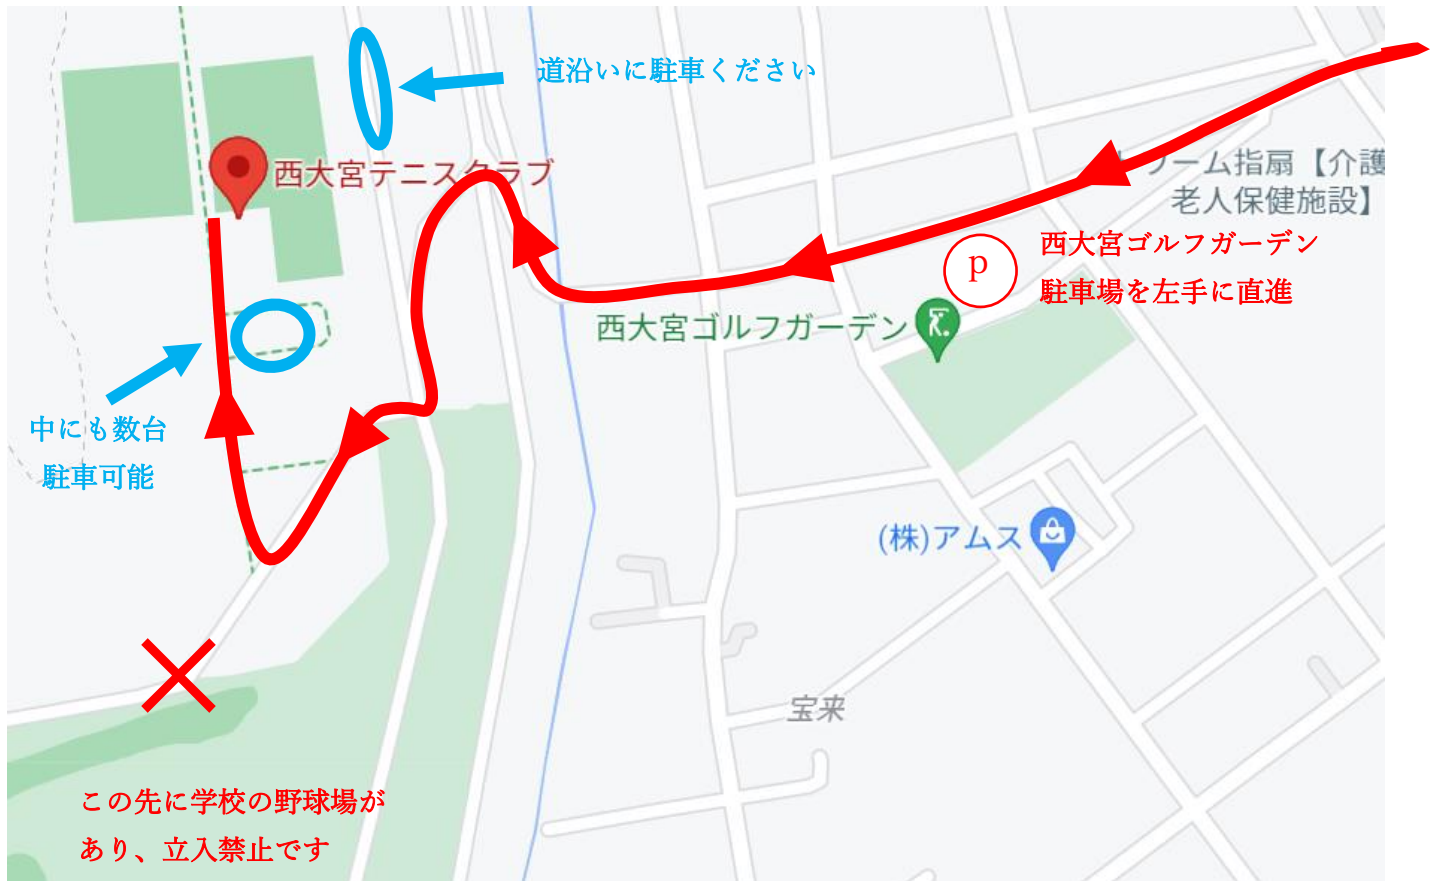 道沿いに駐車ください
西大宮テニスクラブ
ーム指扇【介護
老人保健施設】
p
西大宮ゴルフガーデン
駐車場を左手に直進
西大宮ゴルフガーデン
中にも数台
駐車可能
(株)アムス
宝来
この先に学校の野球場が
あり、立入禁止です